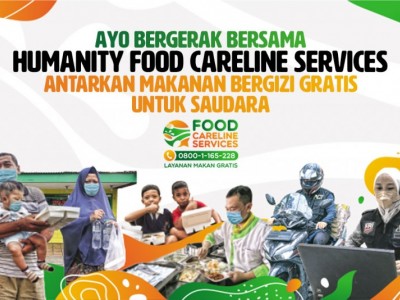 AYO BERGERAK BERSAMA
HUMANITY FOOD CARELINE SERVICES
ANTARKAN MAKANAN BERGIZI GRATIS
UNTUK SAUDARA
FOOD
CARELINE
SERVICES
0800-1-165-228
LAYANAN MAKAN GRATIS